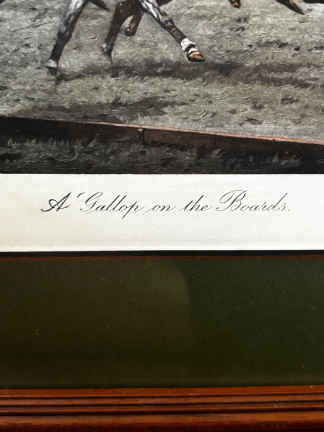 A Gallop on the Boards.